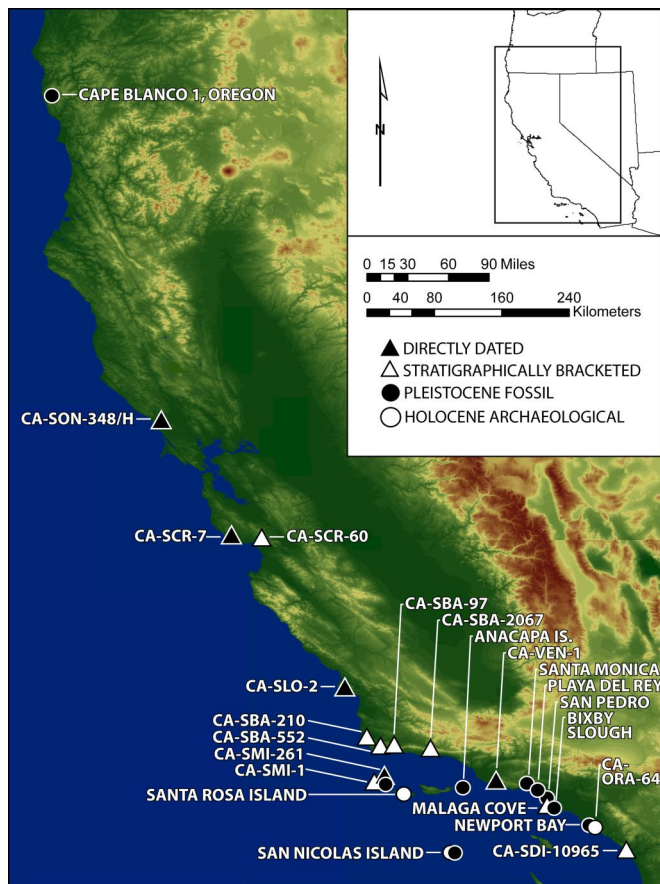 CAPE BLANCO 1, OREGON
N
0 15 30 60 90 Miles
0 40 80 160 240
Kilometers
DIRECTLY DATED
STRATIGRAPHICALLY BRACKETED
PLEISTOCENE FOSSIL
HOLOCENE ARCHAEOLOGICAL
CA-SON-348/H
CA-SCR-7
CA-SCR-60
CA-SBA-97
CA-SBA-2067
ANACAPA IS.
CA-VEN-1
SANTA MONICA
PLAYA DEL REY
SAN PEDRO
BIXBY
SLOUGH
CA-
ORA-64
CA-SLO-2
CA-SBA-210
CA-SBA-552
CA-SMI-261
CA-SMI-1
SANTA ROSA ISLAND
MALAGA COVE
NEWPORT BAY
SAN NICOLAS ISLAND
CA-SDI-10965